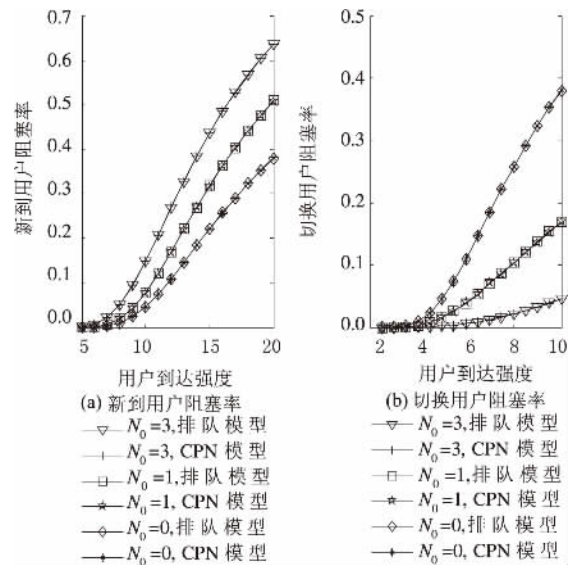 0.7
0.6
0.5
0.4
0.3
0.2
0.1
0.0
新到用户阻塞率
5
10
15
20
用户到达强度
(a) 新到用户阻塞率
N₀=3,排队模型
N₀=3, CPN 模型
N₀=1,排队模型
N₀=1, CPN 模型
N₀=0,排队模型
N₀=0, CPN 模型
0.5
0.4
0.3
0.2
0.1
0.0
切换用户阻塞率
2
4
6
8
10
用户到达强度
(b) 切换用户阻塞率
N₀=3,排队模型
N₀=3, CPN 模型
N₀=1,排队模型
N₀=1, CPN 模型
N₀=0,排队模型
N₀=0, CPN 模型